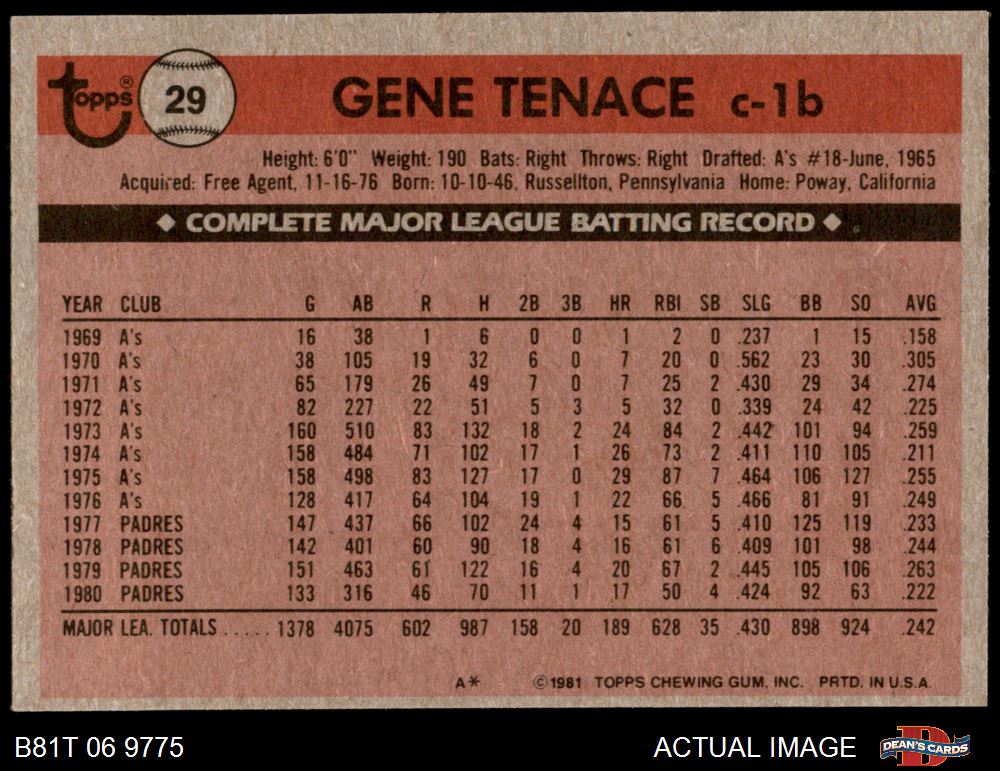 Topps® 29 GENE TENACE c-1b
Height: 6'0" Weight: 190 Bats: Right Throws: Right Drafted: A's #18-June, 1965
Acquired: Free Agent, 11-16-76 Born: 10-10-46, Russellton, Pennsylvania Home: Poway, California
◆ COMPLETE MAJOR LEAGUE BATTING RECORD ◆
YEAR CLUB G AB R H 2B 3B HR RBI SB SLG BB SO AVG
1969 A's 16 38 1 6 0 0 1 2 0 .237 1 15 .158
1970 A's 38 105 19 32 6 0 7 20 0 .562 23 30 .305
1971 A's 65 179 26 49 7 0 7 25 2 .430 29 34 .274
1972 A's 82 227 22 51 5 3 5 32 0 .339 24 42 .225
1973 A's 160 510 83 132 18 2 24 84 2 .442 101 94 .259
1974 A's 158 484 71 102 17 1 26 73 2 .411 110 105 .211
1975 A's 158 498 83 127 17 0 29 87 7 .464 106 127 .255
1976 A's 128 417 64 104 19 1 22 66 5 .466 81 91 .249
1977 PADRES 147 437 66 102 24 4 15 61 5 .410 125 119 .233
1978 PADRES 142 401 60 90 18 4 16 61 6 .409 101 98 .244
1979 PADRES 151 463 61 122 16 4 20 67 2 .445 105 106 .263
1980 PADRES 133 316 46 70 11 1 17 50 4 .424 92 63 .222
MAJOR LEA. TOTALS ..... 1378 4075 602 987 158 20 189 628 35 .430 898 924 .242
A* ©1981 TOPPS CHEWING GUM, INC. PRTD. IN U.S.A.
B81T 06 9775 ACTUAL IMAGE DEAN'S CARDS